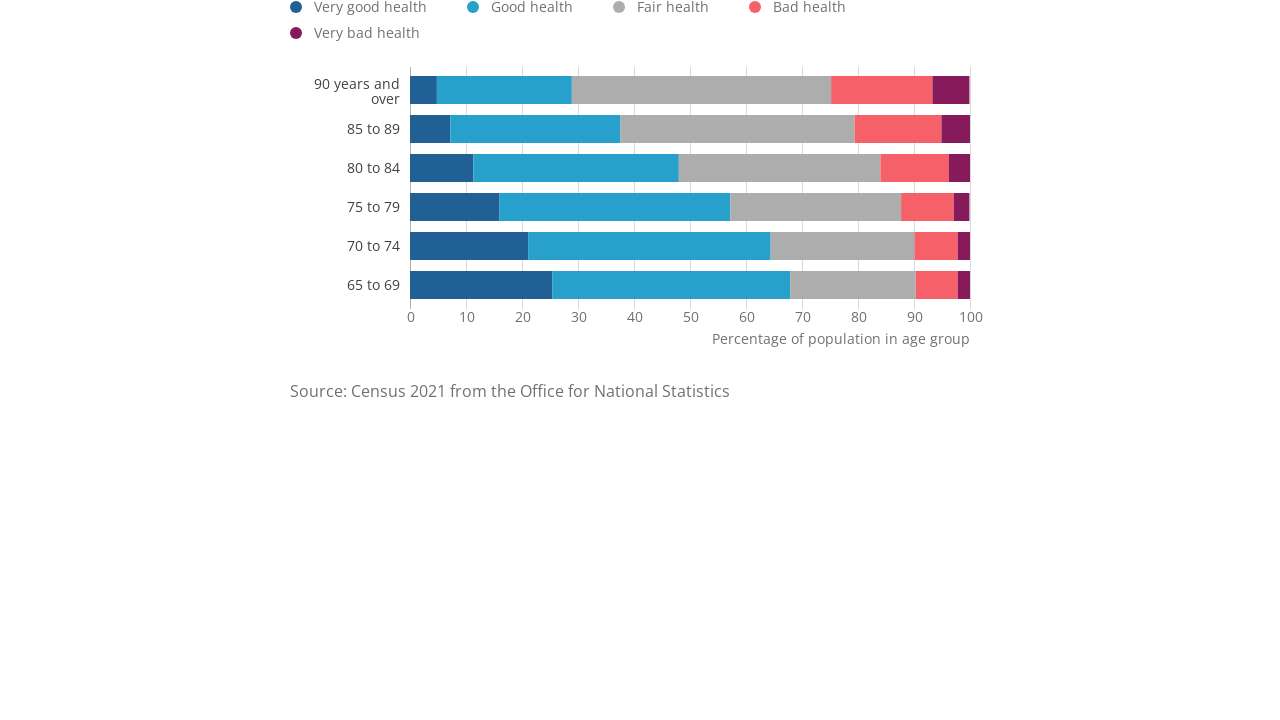 Very good health
Good health
Fair health
Bad health
Very bad health
90 years and
over
85 to 89
80 to 84
75 to 79
70 to 74
65 to 69
0 10 20 30 40 50 60 70 80 90 100
Percentage of population in age group
Source: Census 2021 from the Office for National Statistics